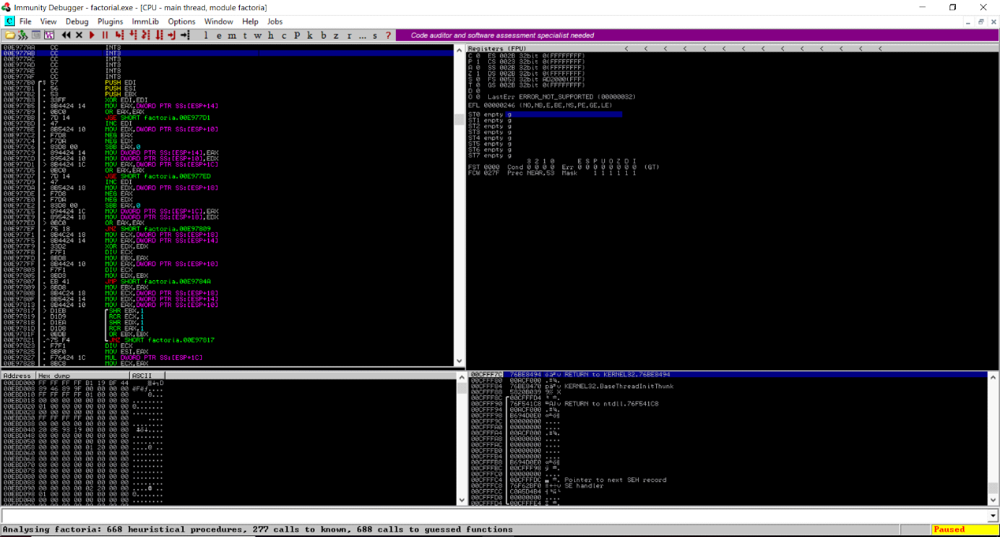 Immunity Debugger - factorial.exe - [CPU - main thread, module factoria]
File View Debug Plugins ImmLib Options Window Help Jobs
l e m t w h c P k b z r ... s ? Code auditor and software assessment specialist needed
00E977AA CC INT3
00E977AB CC INT3
00E977AC CC INT3
00E977AD CC INT3
00E977AE CC INT3
00E977AF CC INT3
00E977B0 57 PUSH EDI
00E977B1 56 PUSH ESI
00E977B2 53 PUSH EBX
00E977B3 33FF XOR EDI,EDI
00E977B5 8B4424 14 MOV EAX,DWORD PTR SS:[ESP+14]
00E977B9 0BC0 OR EAX,EAX
00E977BB 7D 14 JGE SHORT factoria.00E977D1
00E977BD 47 INC EDI
00E977BE 8B5424 10 MOV EDX,DWORD PTR SS:[ESP+10]
00E977C2 F7D8 NEG EAX
00E977C4 F7DA NEG EDX
00E977C6 83D8 00 SBB EAX,0
00E977C9 894424 14 MOV DWORD PTR SS:[ESP+14],EAX
00E977CD 895424 10 MOV DWORD PTR SS:[ESP+10],EDX
00E977D1 8B4424 1C MOV EAX,DWORD PTR SS:[ESP+1C]
00E977D5 0BC0 OR EAX,EAX
00E977D7 7D 14 JGE SHORT factoria.00E977ED
00E977D9 47 INC EDI
00E977DA 8B5424 18 MOV EDX,DWORD PTR SS:[ESP+18]
00E977DE F7D8 NEG EAX
00E977E0 F7DA NEG EDX
00E977E2 83D8 00 SBB EAX,0
00E977E5 894424 1C MOV DWORD PTR SS:[ESP+1C],EAX
00E977E9 895424 18 MOV DWORD PTR SS:[ESP+18],EDX
00E977ED 0BC0 OR EAX,EAX
00E977EF 75 18 JNZ SHORT factoria.00E97809
00E977F1 8B4C24 18 MOV ECX,DWORD PTR SS:[ESP+18]
00E977F5 8B4424 14 MOV EAX,DWORD PTR SS:[ESP+14]
00E977F9 33D2 XOR EDX,EDX
00E977FB F7F1 DIV ECX
00E977FD 8BD8 MOV EBX,EAX
00E977FF 8B4424 10 MOV EAX,DWORD PTR SS:[ESP+10]
00E97803 F7F1 DIV ECX
00E97805 8BD3 MOV EDX,EBX
00E97807 EB 41 JMP SHORT factoria.00E9784A
00E97809 8BD8 MOV EBX,EAX
00E9780B 8B4C24 18 MOV ECX,DWORD PTR SS:[ESP+18]
00E9780F 8B5424 14 MOV EDX,DWORD PTR SS:[ESP+14]
00E97813 8B4424 10 MOV EAX,DWORD PTR SS:[ESP+10]
00E97817 D1EB SHR EBX,1
00E97819 D1D9 RCR ECX,1
00E9781B D1EA SHR EDX,1
00E9781D D1D8 RCR EAX,1
00E9781F 0BDB OR EBX,EBX
00E97821 75 F4 JNZ SHORT factoria.00E97817
00E97823 F7F1 DIV ECX
00E97825 8BF0 MOV ESI,EAX
00E97827 F76424 1C MUL DWORD PTR SS:[ESP+1C]
00E9782B 8BC8 MOV ECX,EAX
Registers (FPU) < < < < < < < < < < < < < <
C 0 ES 002B 32bit 0(FFFFFFFF)
P 1 CS 0023 32bit 0(FFFFFFFF)
A 0 SS 002B 32bit 0(FFFFFFFF)
Z 1 DS 002B 32bit 0(FFFFFFFF)
S 0 FS 0053 32bit AD2000(FFF)
T 0 GS 002B 32bit 0(FFFFFFFF)
D 0
O 0 LastErr ERROR_NOT_SUPPORTED (00000032)
EFL 00000246 (NO,NB,E,BE,NS,PE,GE,LE)
ST0 empty g
ST1 empty g
ST2 empty g
ST3 empty g
ST4 empty g
ST5 empty g
ST6 empty g
ST7 empty g
3 2 1 0 E S P U O Z D I
FST 0000 Cond 0 0 0 0 Err 0 0 0 0 0 0 0 0 (GT)
FCW 027F Prec NEAR,53 Mask 1 1 1 1 1 1
Address Hex dump ASCII
00EBD000 FF FF FF FF B1 19 BF 44
00EBD008
00EBD010 FF FF FF FF 01 00 00 00
00EBD018 00 00 00 00 00 00 00 00 ........
00EBD020 01 00 00 00 00 00 00 00
00EBD028 00 00 00 00 00 00 00 00 ........
00EBD030 FF FF FF FF 00 00 00 00
00EBD038 00 00 00 00 00 00 00 00 ........
00EBD040 20 05 93 19 00 00 00 00
00EBD048 00 00 00 00 00 00 00 00 ........
00EBD050 00 00 00 00 00 00 00 00 ........
00EBD058 00 00 00 00 01 20 00 00
00EBD060 00 00 00 00 00 00 00 00 ........
00EBD068 00 00 00 00 00 00 00 00 ........
00EBD070 00 00 00 00 00 00 00 00 ........
00EBD078 00 00 00 00 00 00 00 00 ........
00EBD080 00 00 00 00 00 00 00 00 ........
00EBD088 00 00 00 00 00 00 00 00 ........
00EBD090 00 00 00 00 02 20 00 00
00EBD098 01 00 00 00 00 00 00 00
00EBD0A0 00 00 00 00 00 00 00 00 ........
00CFFF7C 76BE8494 RETURN to KERNEL32.76BE8494
00CFFF80 00ACF000
00CFFF84 76BE8470 KERNEL32.BaseThreadInitThunk
00CFFF88 5820B039
00CFFF8C 00CFFFD4
00CFFF90 76F541C8 RETURN to ntdll.76F541C8
00CFFF94 00ACF000
00CFFF98 B694D0E0
00CFFF9C 00000000 ....
00CFFFA0 00000000 ....
00CFFFA4 00ACF000
00CFFFA8 00000000 ....
00CFFFAC 00000000 ....
00CFFFB0 00000000 ....
00CFFFB4 00000000 ....
00CFFFB8 B694D0E0
00CFFFBC 00CFFF98
00CFFFC0 00000000 ....
00CFFFC4 00CFFFDC Pointer to next SEH record
00CFFFC8 76F62BF0 SE handler
00CFFFCC C0A5D4B4
00CFFFD0 00000000 ....
00CFFFD4 00CFFFE4
Analysing factoria: 668 heuristical procedures, 277 calls to known, 688 calls to guessed functions
Paused